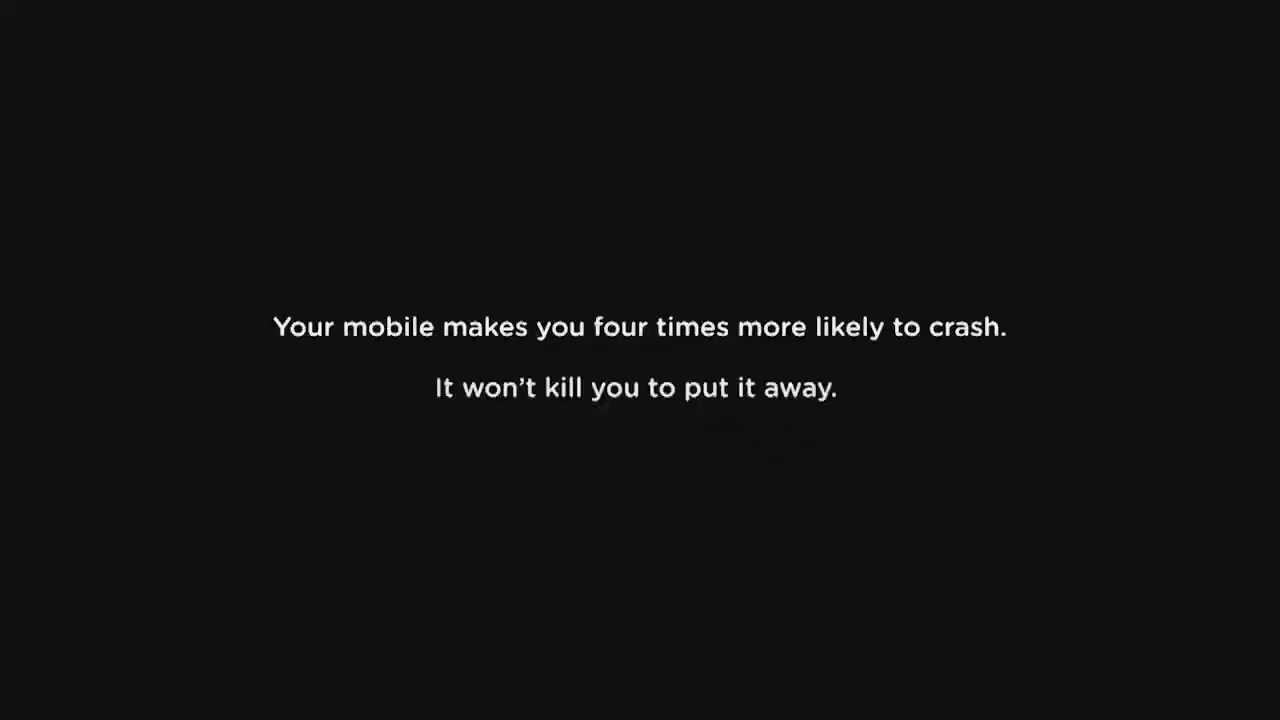 Your mobile makes you four times more likely to crash.
It won’t kill you to put it away.